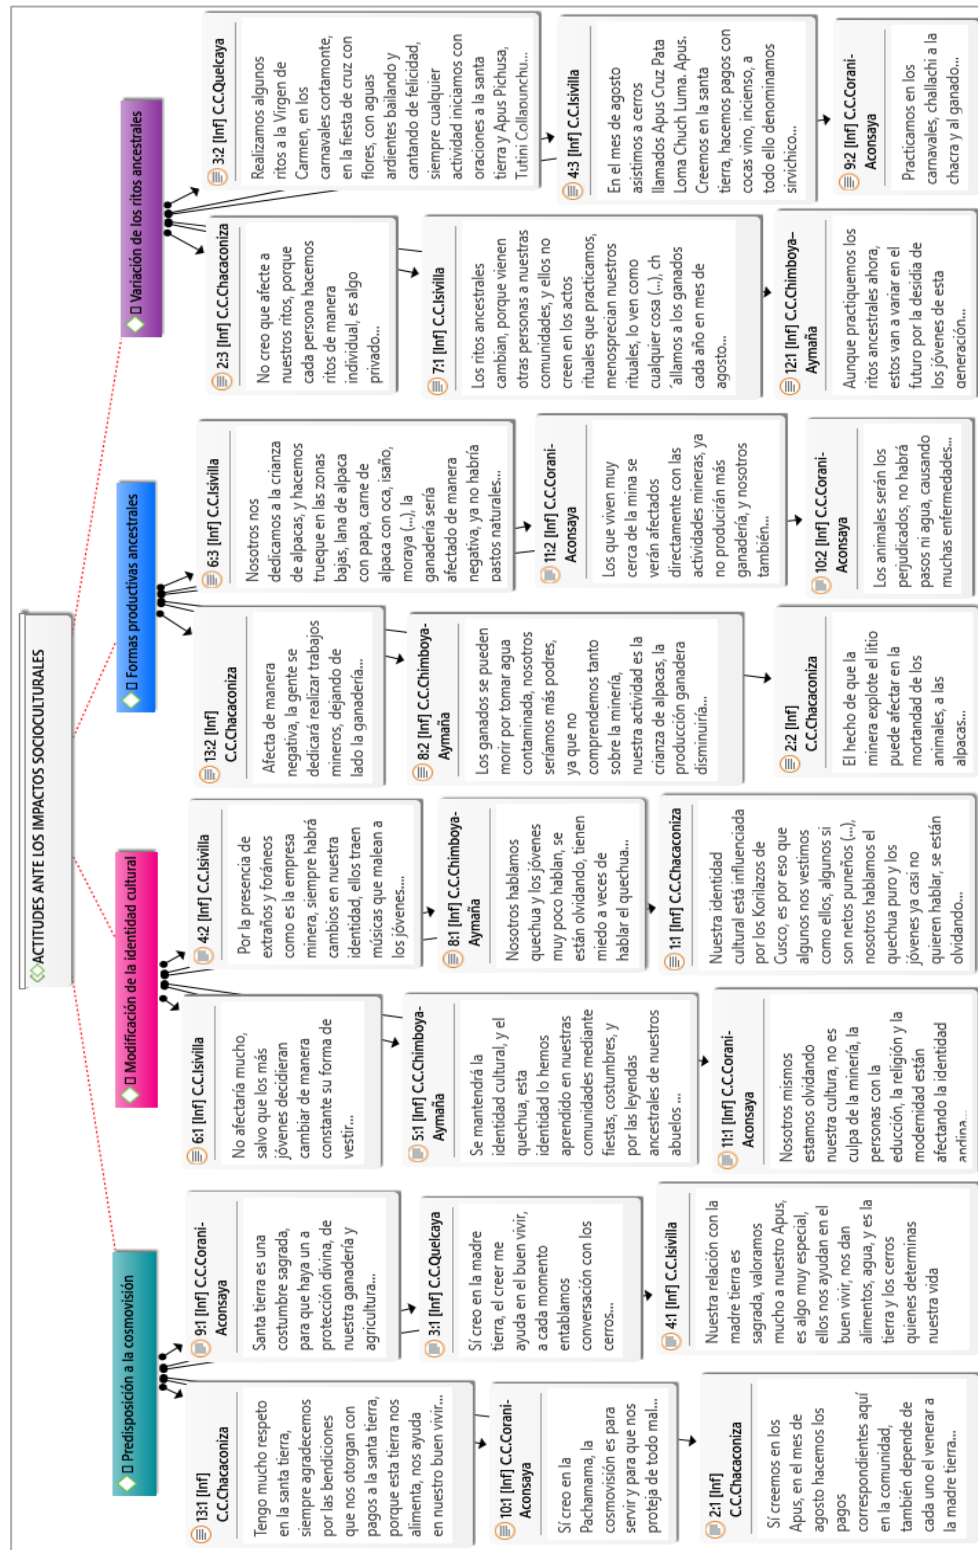 ACTITUDES ANTE LOS IMPACTOS SOCIOCULTURALES
Predisposición a la cosmovisión
13:1 [Inf]
C.C.Chacaconiza
Tengo mucho respeto
en la santa tierra,
siempre agradecemos
por las bendiciones
que nos otorgan con
pagos a la santa tierra,
porque esta tierra nos
alimenta, nos ayuda
en nuestro buen vivir...
9:1 [Inf] C.C.Corani-
Aconsaya
Santa tierra es una
costumbre sagrada,
para que haya un a
protección divina, de
nuestra ganadería y
agricultura...
10:1 [Inf] C.C.Corani-
Aconsaya
Sí creo en la
Pachamama, la
cosmovisión es para
servir y para que nos
proteja de todo mal...
3:1 [Inf] C.C.Quelcaya
Sí creo en la madre
tierra, el creer me
ayuda en el buen vivir,
a cada momento
entablamos
conversación con los
cerros...
2:1 [Inf]
C.C.Chacaconiza
Sí creemos en los
Apus, en el mes de
agosto hacemos los
pagos
correspondientes aquí
en la comunidad,
también depende de
cada uno el venerar a
la madre tierra...
4:1 [Inf] C.C.Isivilla
Nuestra relación con la
madre tierra es
sagrada, valoramos
mucho a nuestro Apus,
es algo muy especial,
ellos nos ayudan en el
buen vivir, nos dan
alimentos, agua, y es la
tierra y los cerros
quienes determinas
nuestra vida
Modificación de la identidad cultural
6:1 [Inf] C.C.Isivilla
No afectaría mucho,
salvo que los más
jóvenes decidieran
cambiar de manera
constante su forma de
vestir...
4:2 [Inf] C.C.Isivilla
Por la presencia de
extraños y foráneos
como es la empresa
minera, siempre habrá
cambios en nuestra
identidad, ellos traen
músicas que malean a
los jóvenes....
5:1 [Inf] C.C.Chimboya-
Aymaña
Se mantendrá la
identidad cultural, y el
quechua, esta
identidad lo hemos
aprendido en nuestras
comunidades mediante
fiestas, costumbres, y
por las leyendas
ancestrales de nuestros
abuelos ...
8:1 [Inf] C.C.Chimboya-
Aymaña
Nosotros hablamos
quechua y los jóvenes
muy poco hablan, se
están olvidando, tienen
miedo a veces de
hablar el quechua...
11:1 [Inf] C.C.Corani-
Aconsaya
Nosotros mismos
estamos olvidando
nuestra cultura, no es
culpa de la minería, la
personas con la
educción, la religión y la
modernidad están
afectando la identidad
andina...
1:1 [Inf] C.C.Chacaconiza
Nuestra identidad
cultural está influenciada
por los Korilazos de
Cusco, es por eso que
algunos nos vestimos
como ellos, algunos si
son netos puneños (...),
nosotros hablamos el
quechua puro y los
jóvenes ya casi no
quieren hablar, se están
olvidando...
Formas productivas ancestrales
13:2 [Inf]
C.C.Chacaconiza
Afecta de manera
negativa, la gente se
dedicará realizar trabajos
mineros, dejando de
lado la ganadería...
6:3 [Inf] C.C.Isivilla
Nosotros nos
dedicamos a la crianza
de alpacas, y hacemos
trueque en las zonas
bajas, lana de alpaca
con papa, carne de
alpaca con oca, isaño,
moraya (...), la
ganadería sería
afectado de manera
negativa, ya no habría
pastos naturales...
8:2 [Inf] C.C.Chimboya-
Aymaña
Los ganados se pueden
morir por tomar agua
contaminada, nosotros
seríamos más padres,
ya que no
comprendemos tanto
sobre la minería,
nuestra actividad es la
crianza de alpacas, la
producción ganadera
disminuiría...
11:2 [Inf] C.C.Corani-
Aconsaya
Los que viven muy
cerca de la mina se
verán afectados
directamente con las
actividades mineras, ya
no producirán más
ganadería, y nosotros
también...
2:2 [Inf]
C.C.Chacaconiza
El hecho de que la
minera explote el litio
puede afectar en la
mortandad de los
animales, a las
alpacas...
10:2 [Inf] C.C.Corani-
Aconsaya
Los animales serán los
perjudicados, no habrá
pasos ni agua, causando
muchas enfermedades...
Variación de los ritos ancestrales
2:3 [Inf] C.C.Chacaconiza
No creo que afecte a
nuestros ritos, porque
cada persona hacemos
ritos de manera
individual, es algo
privado...
3:2 [Inf] C.C.Quelcaya
Realizamos algunos
ritos a la Virgen de
Carmen, en los
carnavales cortamonte,
en la fiesta de cruz con
flores, con aguas
ardientes bailando y
cantando de felicidad,
siempre cualquier
actividad iniciamos con
oraciones a la santa
tierra y Apus Pichusa,
Tutini Collaounchu...
7:1 [Inf] C.C.Isivilla
Los ritos ancestrales
cambian, porque vienen
otras personas a nuestras
comunidades, y ellos no
creen en los actos
rituales que practicamos,
menosprecian nuestros
rituales, lo ven como
cualquier cosa (...), ch
´allamos a los ganados
cada año en mes de
agosto...
4:3 [Inf] C.C.Isivilla
En el mes de agosto
asistimos a cerros
llamados Apus Cruz Pata
Loma Chuch Luma. Apus.
Creemos en la santa
tierra, hacemos pagos con
cocas vino, incienso, a
todo ello denominamos
sirvichico...
12:1 [Inf] C.C.Chimboya–
Aymaña
Aunque practiquemos los
ritos ancestrales ahora,
estos van a variar en el
futuro por la desidia de
los jóvenes de esta
generación...
9:2 [Inf] C.C.Corani-
Aconsaya
Practicamos en los
carnavales, challachi a la
chacra y al ganado...